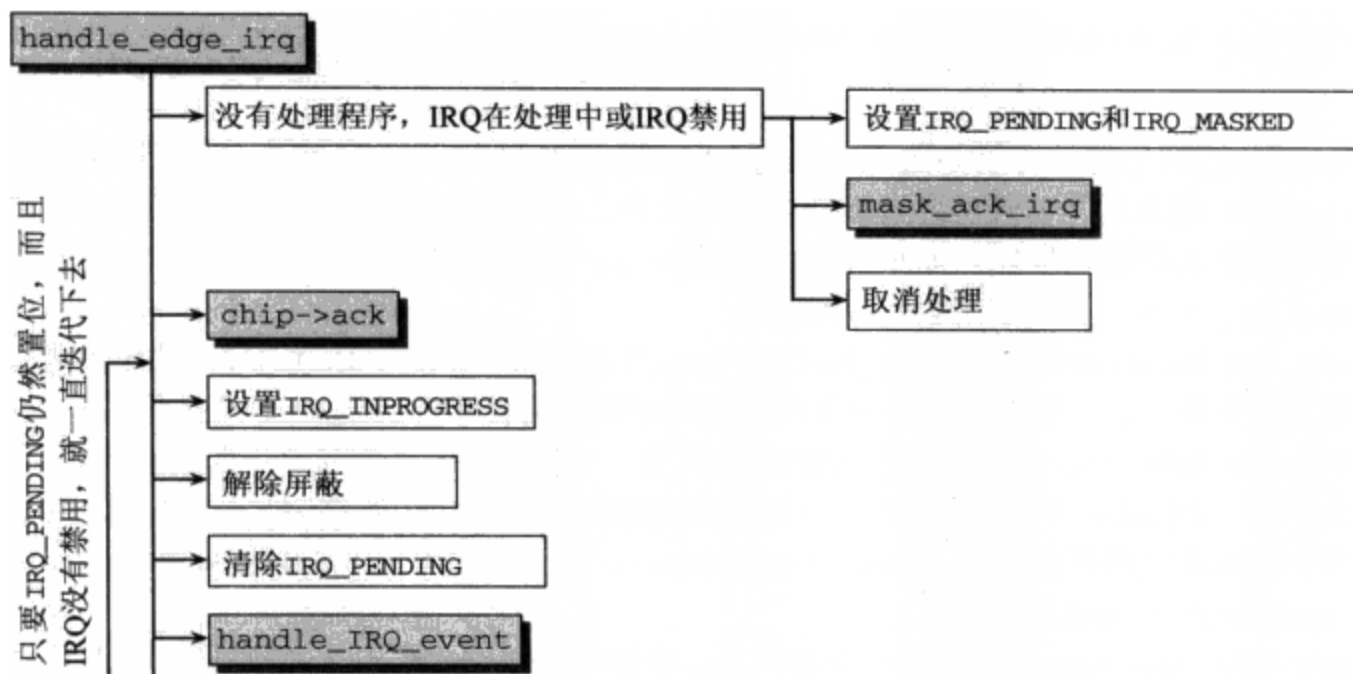 handle_edge_irq
没有处理程序，IRQ在处理中或IRQ禁用
设置IRQ_PENDING和IRQ_MASKED
mask_ack_irq
取消处理
chip->ack
设置IRQ_INPROGRESS
解除屏蔽
清除IRQ_PENDING
handle_IRQ_event
只要IRQ_PENDING仍然置位，而且
IRQ没有禁用，就一直迭代下去